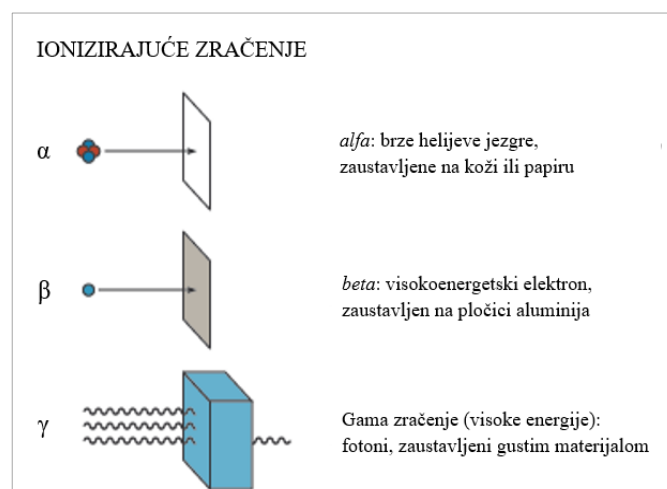 IONIZIRAJUĆE ZRAČENJE
α
alfa: brze helijeve jezgre,
zaustavljene na koži ili papiru
β
beta: visokoenergetski elektron,
zaustavljen na pločici aluminija
γ
Gama zračenje (visoke energije):
fotoni, zaustavljeni gustim materijalom